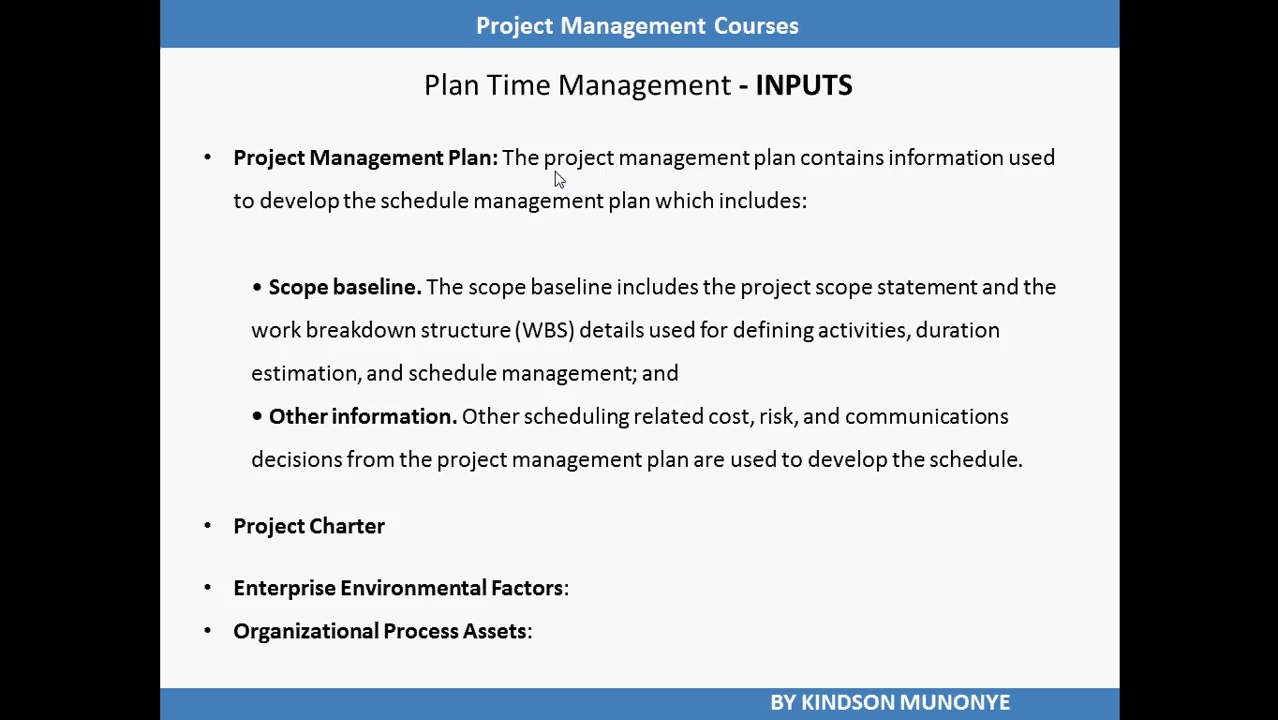 Project Management Courses
Plan Time Management - INPUTS
• Project Management Plan: The project management plan contains information used
to develop the schedule management plan which includes:
• Scope baseline. The scope baseline includes the project scope statement and the
work breakdown structure (WBS) details used for defining activities, duration
estimation, and schedule management; and
• Other information. Other scheduling related cost, risk, and communications
decisions from the project management plan are used to develop the schedule.
• Project Charter
• Enterprise Environmental Factors:
• Organizational Process Assets:
BY KINDSON MUNONYE